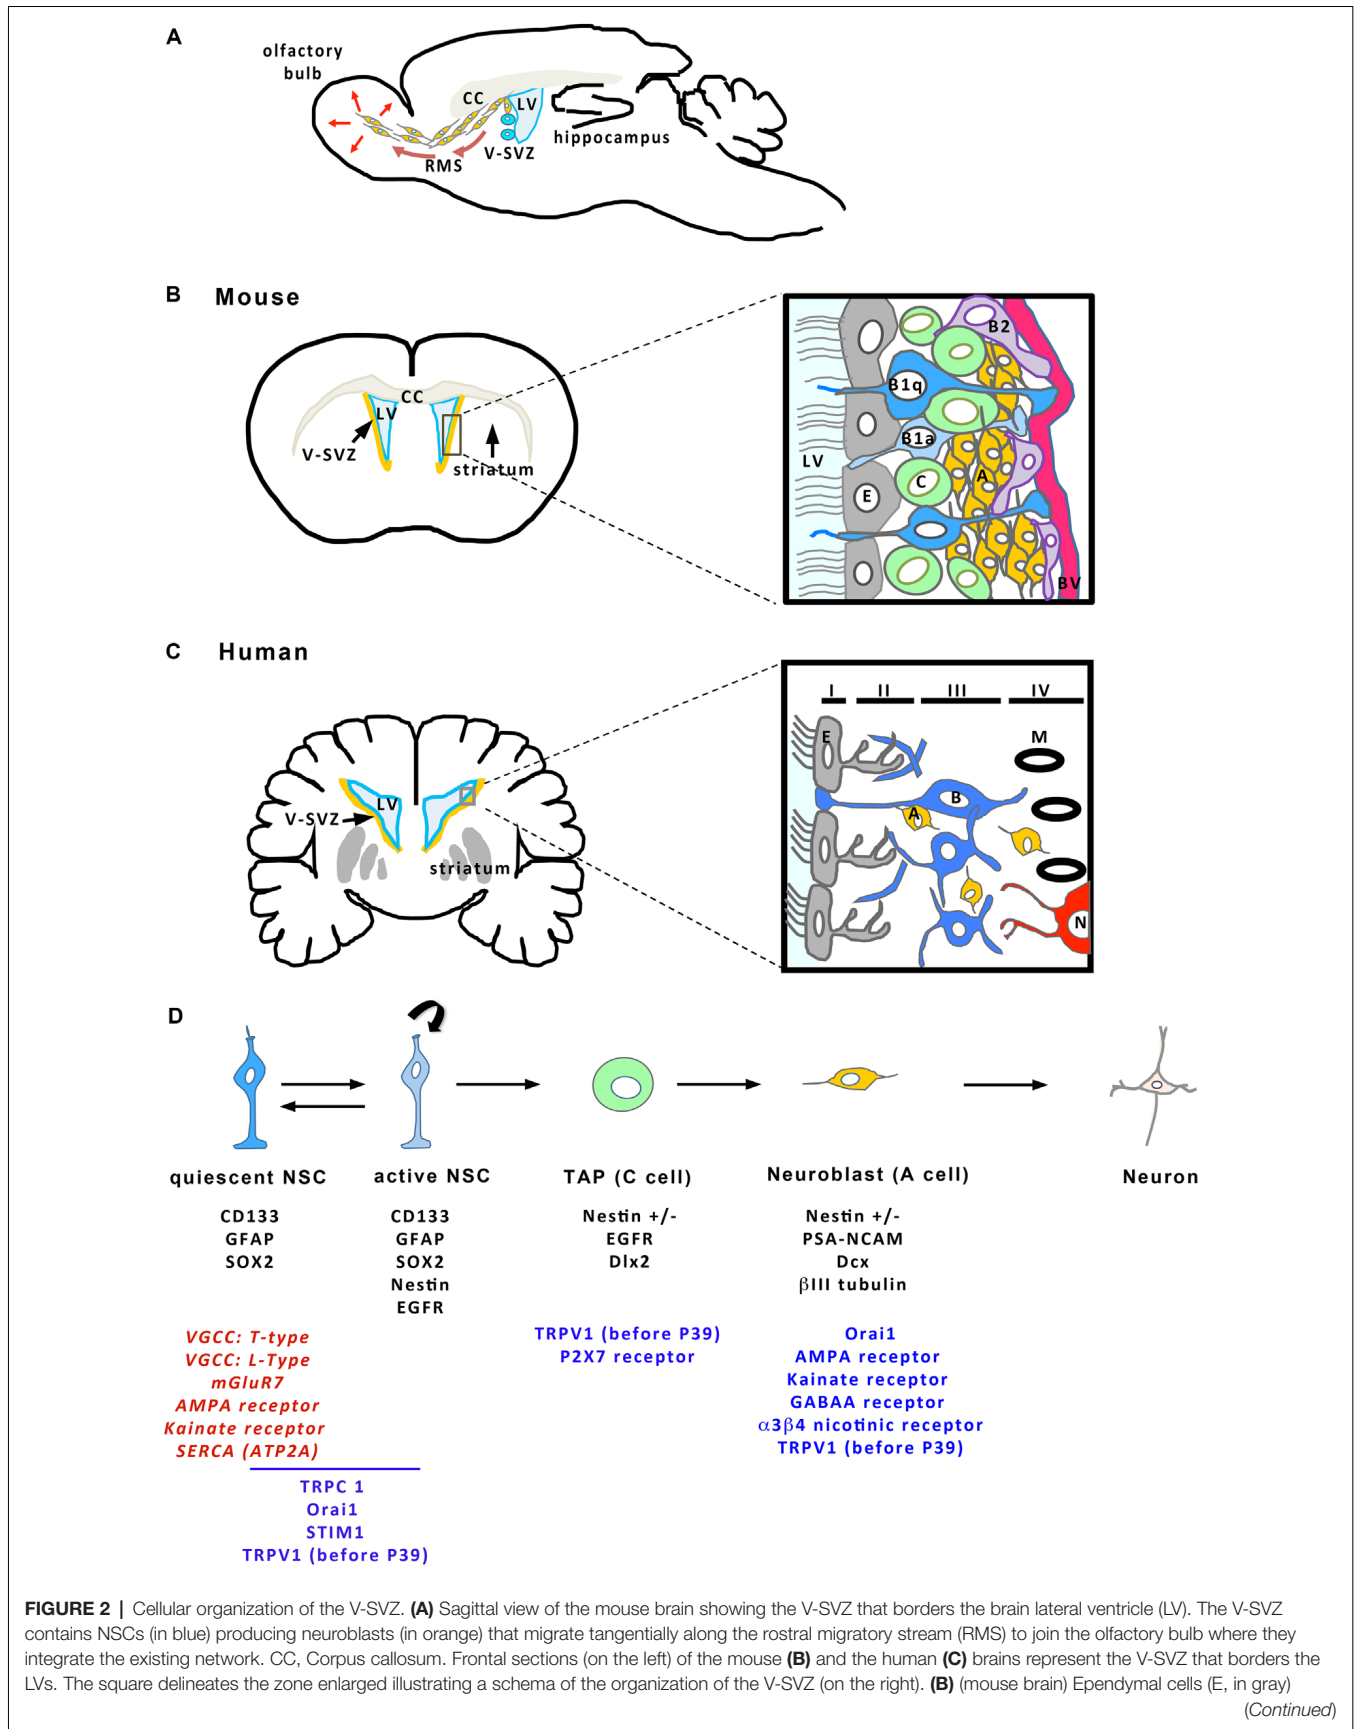 A
olfactory
bulb
CC
LV
hippocampus
V-SVZ
RMS
B Mouse
CC
LV
V-SVZ
striatum
B2
B1q
B1a
LV
C
A
E
BV
C Human
LV
V-SVZ
striatum
I II III IV
E
M
B
A
N
D
quiescent NSC
active NSC
TAP (C cell)
Neuroblast (A cell)
Neuron
CD133
GFAP
SOX2
CD133
GFAP
SOX2
Nestin
EGFR
Nestin +/-
EGFR
Dlx2
Nestin +/-
PSA-NCAM
Dcx
βIII tubulin
VGCC: T-type
VGCC: L-Type
mGluR7
AMPA receptor
Kainate receptor
SERCA (ATP2A)
TRPC 1
Orai1
STIM1
TRPV1 (before P39)
TRPV1 (before P39)
P2X7 receptor
Orai1
AMPA receptor
Kainate receptor
GABAA receptor
α3β4 nicotinic receptor
TRPV1 (before P39)
FIGURE 2 | Cellular organization of the V-SVZ. (A) Sagittal view of the mouse brain showing the V-SVZ that borders the brain lateral ventricle (LV). The V-SVZ
contains NSCs (in blue) producing neuroblasts (in orange) that migrate tangentially along the rostral migratory stream (RMS) to join the olfactory bulb where they
integrate the existing network. CC, Corpus callosum. Frontal sections (on the left) of the mouse (B) and the human (C) brains represent the V-SVZ that borders the
LVs. The square delineates the zone enlarged illustrating a schema of the organization of the V-SVZ (on the right). (B) (mouse brain) Ependymal cells (E, in gray)
(Continued)